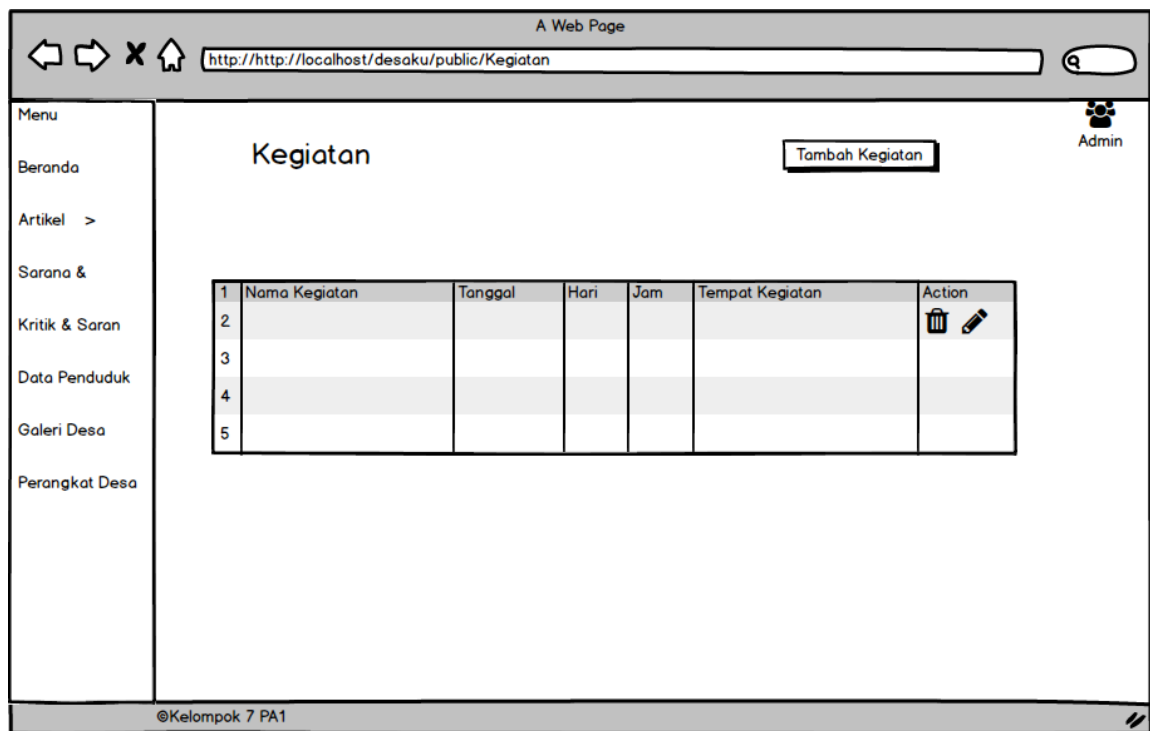 A Web Page
http://http://localhost/desaku/public/Kegiatan
Menu
Beranda
Artikel >
Sarana &
Kritik & Saran
Data Penduduk
Galeri Desa
Perangkat Desa
Admin
Kegiatan
Tambah Kegiatan
1 Nama Kegiatan Tanggal Hari Jam Tempat Kegiatan Action
2
3
4
5
©Kelompok 7 PA1